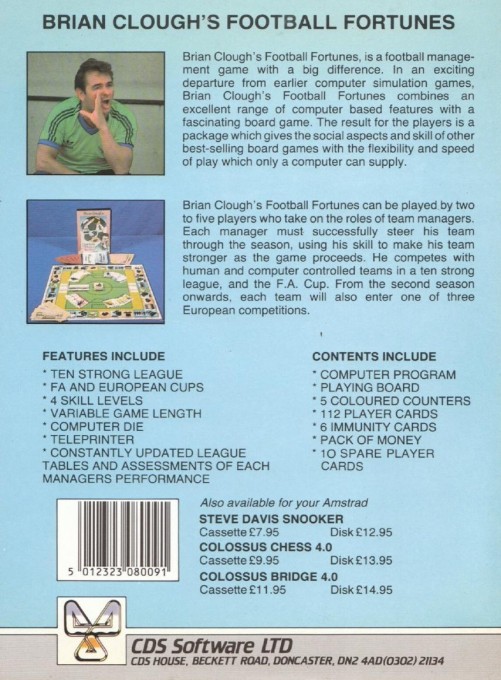 BRIAN CLOUGH'S FOOTBALL FORTUNES
Brian Clough's Football Fortunes, is a football manage-
ment game with a big difference. In an exciting
departure from earlier computer simulation games,
Brian Clough's Football Fortunes combines an
excellent range of computer based features with a
fascinating board game. The result for the players is a
package which gives the social aspects and skill of other
best-selling board games with the flexibility and speed
of play which only a computer can supply.
Brian Clough's Football Fortunes can be played by two
to five players who take on the roles of team managers.
Each manager must successfully steer his team
through the season, using his skill to make his team
stronger as the game proceeds. He competes with
human and computer controlled teams in a ten strong
league, and the F.A. Cup. From the second season
onwards, each team will also enter one of three
European competitions.
FEATURES INCLUDE
* TEN STRONG LEAGUE
* FA AND EUROPEAN CUPS
* 4 SKILL LEVELS
* VARIABLE GAME LENGTH
* COMPUTER DIE
* TELEPRINTER
* CONSTANTLY UPDATED LEAGUE
TABLES AND ASSESSMENTS OF EACH
MANAGERS PERFORMANCE
CONTENTS INCLUDE
* COMPUTER PROGRAM
* PLAYING BOARD
* 5 COLOURED COUNTERS
* 112 PLAYER CARDS
* 6 IMMUNITY CARDS
* PACK OF MONEY
* 10 SPARE PLAYER
CARDS
5 012323 080091
Also available for your Amstrad
STEVE DAVIS SNOOKER
Cassette £7.95 Disk £12.95
COLOSSUS CHESS 4.0
Cassette £9.95 Disk £13.95
COLOSSUS BRIDGE 4.0
Cassette £11.95 Disk £14.95
CDS Software LTD
CDS HOUSE, BECKETT ROAD, DONCASTER, DN2 4AD (0302) 21134